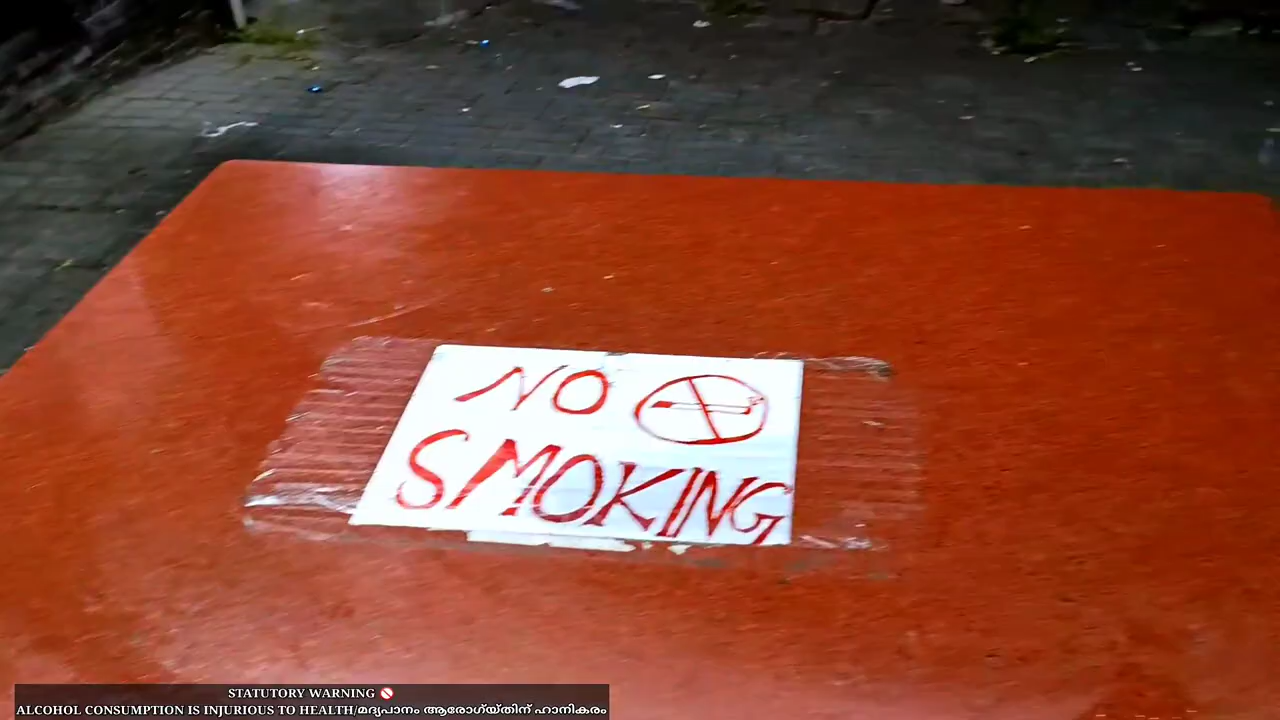 NO
SMOKING
STATUTORY WARNING 🚫
ALCOHOL CONSUMPTION IS INJURIOUS TO HEALTH/മദ്യപാനം ആരോഗ്യത്തിന് ഹാനികരം